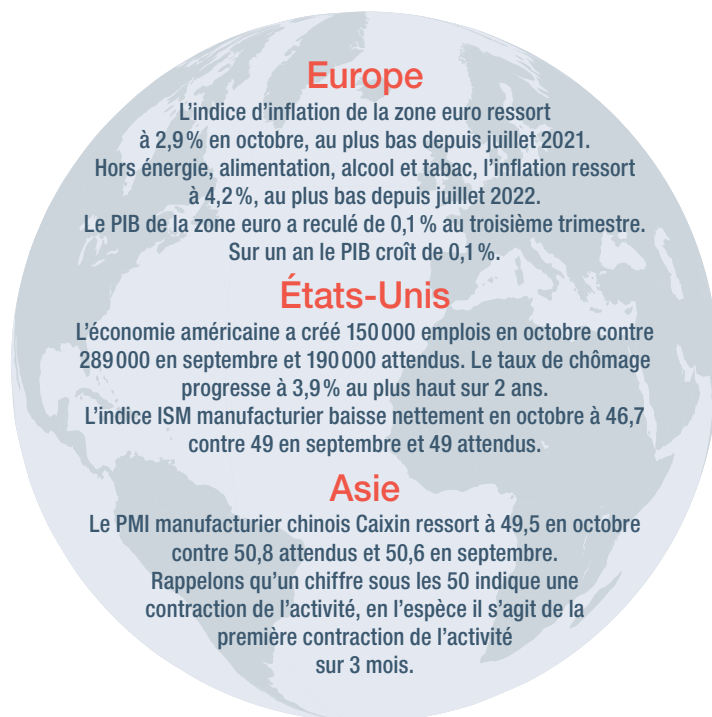 Europe
L'indice d'inflation de la zone euro ressort
à 2,9 % en octobre, au plus bas depuis juillet 2021.
Hors énergie, alimentation, alcool et tabac, l'inflation ressort
à 4,2 %, au plus bas depuis juillet 2022.
Le PIB de la zone euro a reculé de 0,1 % au troisième trimestre.
Sur un an le PIB croît de 0,1 %.
États-Unis
L'économie américaine a créé 150 000 emplois en octobre contre
289 000 en septembre et 190 000 attendus. Le taux de chômage
progresse à 3,9 % au plus haut sur 2 ans.
L'indice ISM manufacturier baisse nettement en octobre à 46,7
contre 49 en septembre et 49 attendus.
Asie
Le PMI manufacturier chinois Caixin ressort à 49,5 en octobre
contre 50,8 attendus et 50,6 en septembre.
Rappelons qu'un chiffre sous les 50 indique une
contraction de l'activité, en l'espèce il s'agit de la
première contraction de l'activité
sur 3 mois.